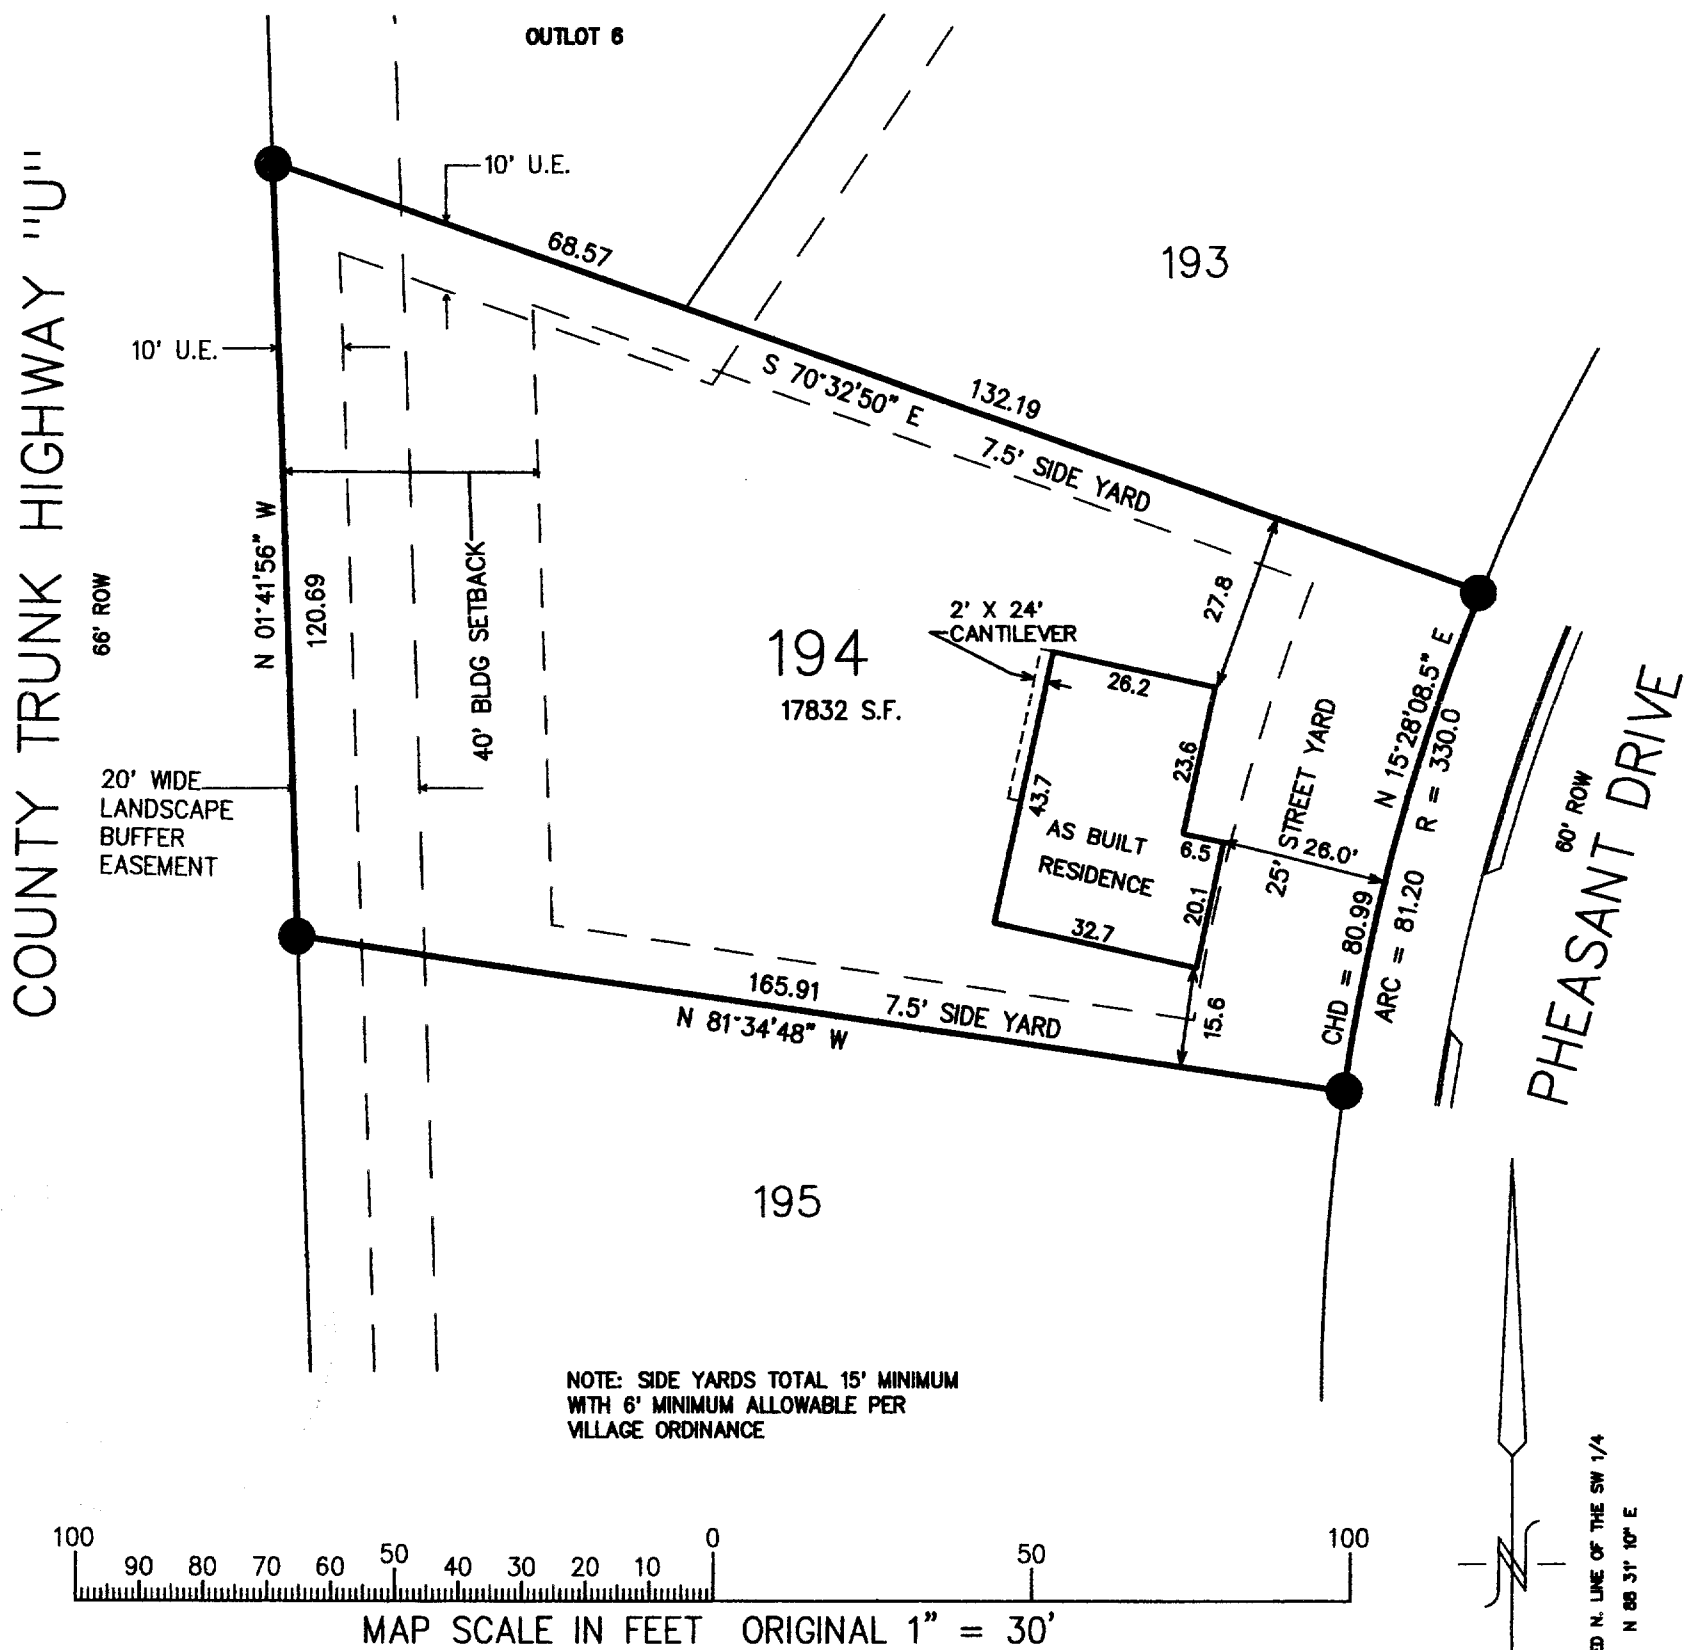 OUTLOT 6
10' U.E.
68.57
193
COUNTY TRUNK HIGHWAY "U"
66' ROW
10' U.E.
S 70°32'50" E
132.19
7.5' SIDE YARD
N 01°41'56" W
120.69
40' BLDG SETBACK
27.8
2' X 24'
CANTILEVER
194
17832 S.F.
26.2
23.6
43.7
AS BUILT
RESIDENCE
6.5
20.1
32.7
25' STREET YARD
26.0'
N 15°28'08.5" E
R = 330.0
CHD = 80.99
ARC = 81.20
60' ROW
PHEASANT DRIVE
20' WIDE
LANDSCAPE
BUFFER
EASEMENT
165.91
7.5' SIDE YARD
N 81°34'48" W
15.6
195
NOTE: SIDE YARDS TOTAL 15' MINIMUM
WITH 6' MINIMUM ALLOWABLE PER
VILLAGE ORDINANCE
N. LINE OF THE SW 1/4
N 88 31' 10" E
N
100 90 80 70 60 50 40 30 20 10 0 50 100
MAP SCALE IN FEET ORIGINAL 1" = 30'